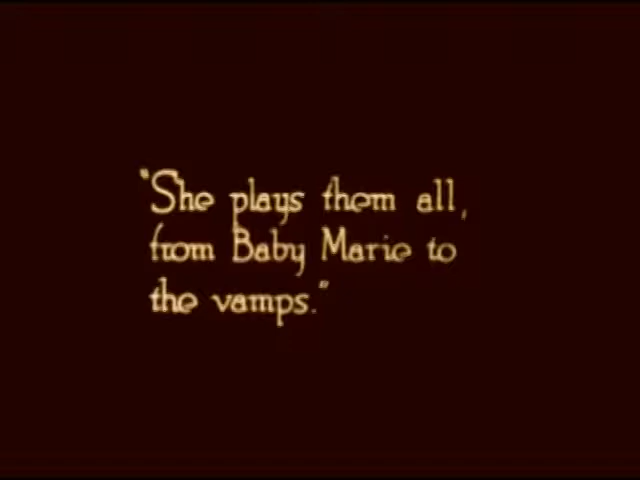 "She plays them all,
from Baby Marie to
the vamps."